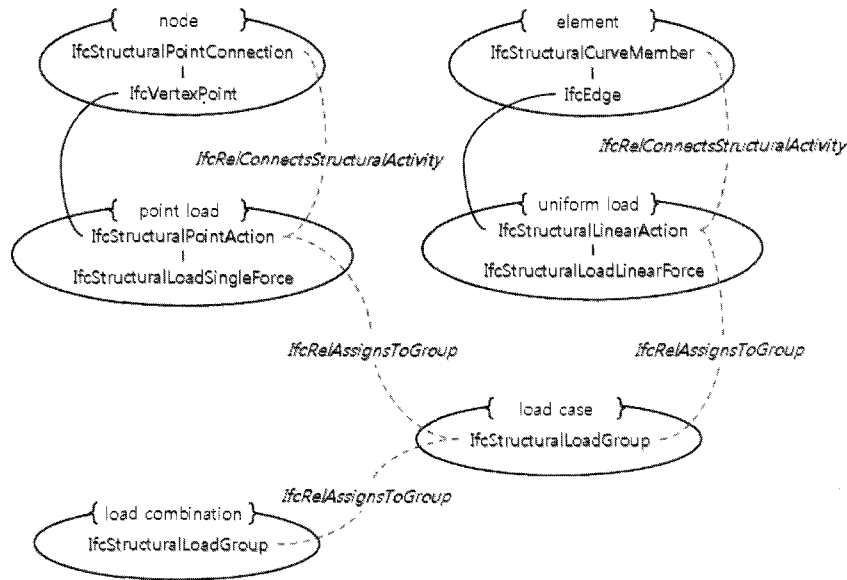 node
IfcStructuralPointConnection
IfcVertexPoint
element
IfcStructuralCurveMember
IfcEdge
IfcRelConnectsStructuralActivity
IfcRelConnectsStructuralActivity
point load
IfcStructuralPointAction
IfcStructuralLoadSingleForce
uniform load
IfcStructuralLinearAction
IfcStructuralLoadLinearForce
IfcRelAssignsToGroup
IfcRelAssignsToGroup
load case
IfcStructuralLoadGroup
IfcRelAssignsToGroup
load combination
IfcStructuralLoadGroup